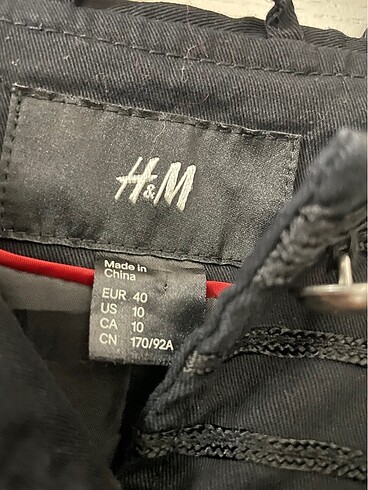 H&M
Made in
China
EUR 40
US 10
CA 10
CN 170/92A